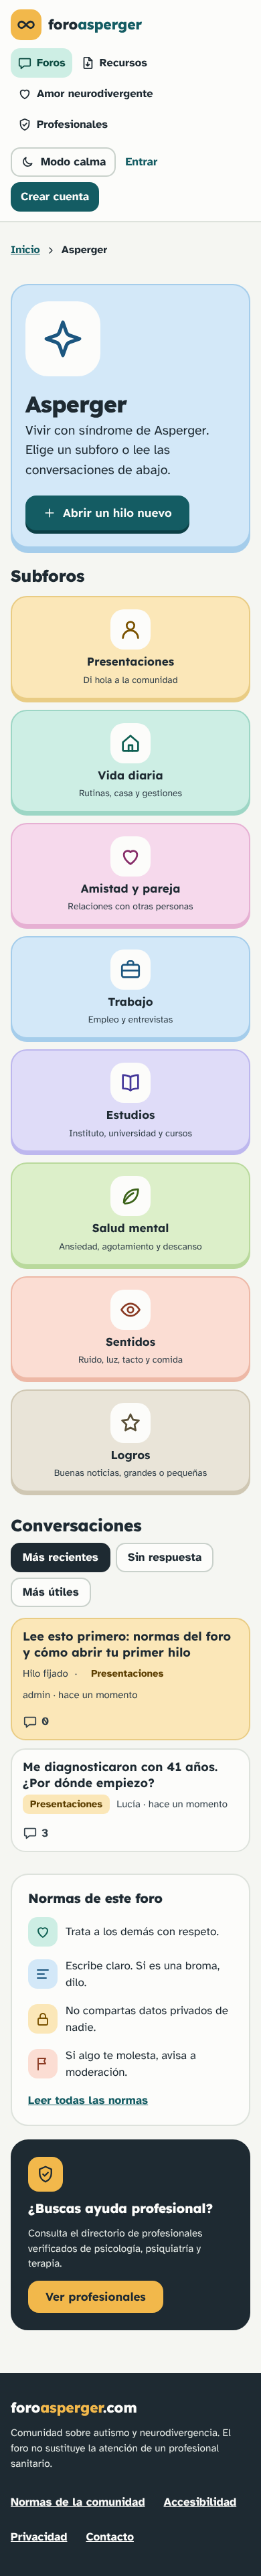 foroasperger
Foros
Recursos
Amor neurodivergente
Profesionales
Modo calma
Entrar
Crear cuenta
Inicio > Asperger
Asperger
Vivir con síndrome de Asperger.
Elige un subforo o lee las
conversaciones de abajo.
+ Abrir un hilo nuevo
Subforos
Presentaciones
Di hola a la comunidad
Vida diaria
Rutinas, casa y gestiones
Amistad y pareja
Relaciones con otras personas
Trabajo
Empleo y entrevistas
Estudios
Instituto, universidad y cursos
Salud mental
Ansiedad, agotamiento y descanso
Sentidos
Ruido, luz, tacto y comida
Logros
Buenas noticias, grandes o pequeñas
Conversaciones
Más recientes
Sin respuesta
Más útiles
Lee esto primero: normas del foro
y cómo abrir tu primer hilo
Hilo fijado · Presentaciones
admin · hace un momento
0
Me diagnosticaron con 41 años.
¿Por dónde empiezo?
Presentaciones Lucía · hace un momento
3
Normas de este foro
Trata a los demás con respeto.
Escribe claro. Si es una broma,
dilo.
No compartas datos privados de
nadie.
Si algo te molesta, avisa a
moderación.
Leer todas las normas
¿Buscas ayuda profesional?
Consulta el directorio de profesionales
verificados de psicología, psiquiatría y
terapia.
Ver profesionales
foroasperger.com
Comunidad sobre autismo y neurodivergencia. El
foro no sustituye la atención de un profesional
sanitario.
Normas de la comunidad
Accesibilidad
Privacidad
Contacto